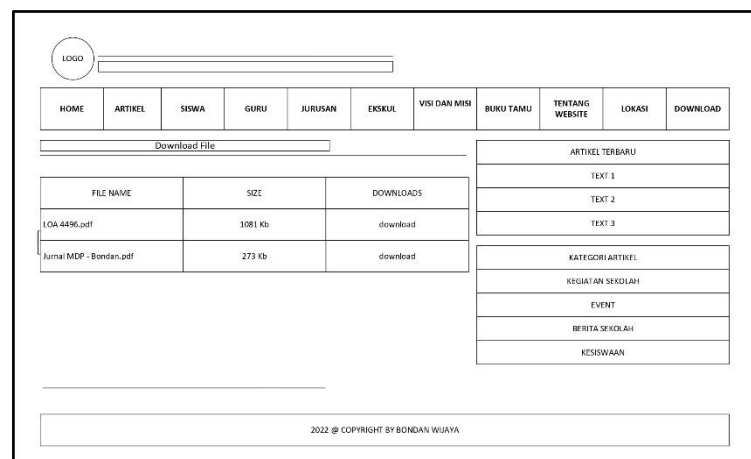 LOGO
HOME ARTIKEL SISWA GURU JURUSAN EKSKUL VISI DAN MISI BUKU TAMU TENTANG WEBSITE LOKASI DOWNLOAD
Download File
FILE NAME SIZE DOWNLOADS
LOA 4496.pdf 1081 Kb download
Jurnal MDP - Bondan.pdf 273 Kb download
ARTIKEL TERBARU
TEXT 1
TEXT 2
TEXT 3
KATEGORI ARTIKEL
KEGIATAN SEKOLAH
EVENT
BERITA SEKOLAH
KESISWAAN
2022 @ COPYRIGHT BY BONDAN WIJAYA